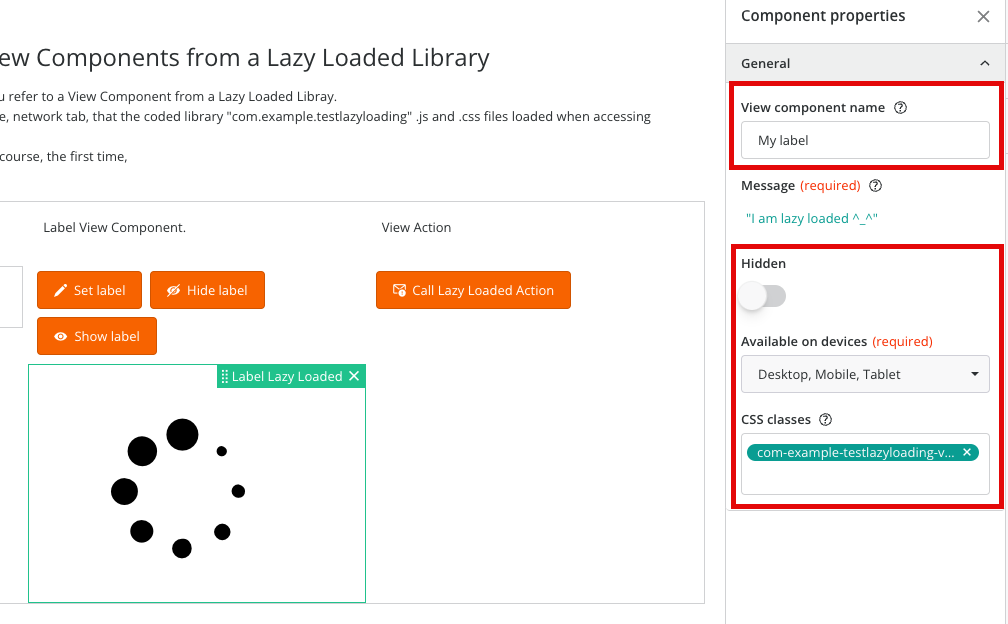 Component properties
ew Components from a Lazy Loaded Library
General
u refer to a View Component from a Lazy Loaded Libray.
e, network tab, that the coded library "com.example.testlazyloading" .js and .css files loaded when accessing
View component name
My label
course, the first time,
Message (required)
"I am lazy loaded ^_^"
Label View Component.
View Action
Hidden
Set label
Hide label
Call Lazy Loaded Action
Show label
Available on devices (required)
Desktop, Mobile, Tablet
Label Lazy Loaded
CSS classes
com-example-testlazyloading-v...